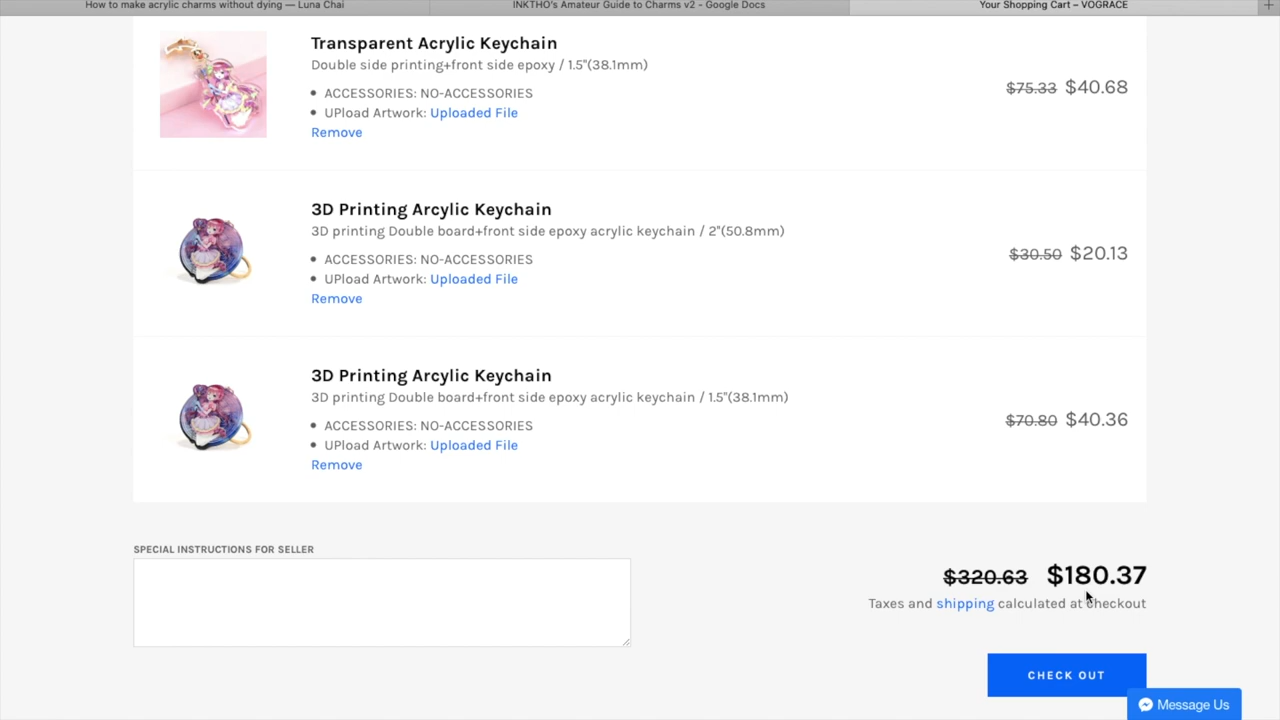 How to make acrylic charms without dying — Luna Chai
INKTHO's Amateur Guide to Charms v2 - Google Docs
Your Shopping Cart – VOGRACE
Transparent Acrylic Keychain
Double side printing+front side epoxy / 1.5"(38.1mm)
ACCESSORIES: NO-ACCESSORIES
UPload Artwork: Uploaded File
Remove
$75.33 $40.68
3D Printing Arcylic Keychain
3D printing Double board+front side epoxy acrylic keychain / 2"(50.8mm)
ACCESSORIES: NO-ACCESSORIES
UPload Artwork: Uploaded File
Remove
$30.50 $20.13
3D Printing Arcylic Keychain
3D printing Double board+front side epoxy acrylic keychain / 1.5"(38.1mm)
ACCESSORIES: NO-ACCESSORIES
UPload Artwork: Uploaded File
Remove
$70.80 $40.36
SPECIAL INSTRUCTIONS FOR SELLER
$320.63 $180.37
Taxes and shipping calculated at checkout
CHECK OUT
Message Us